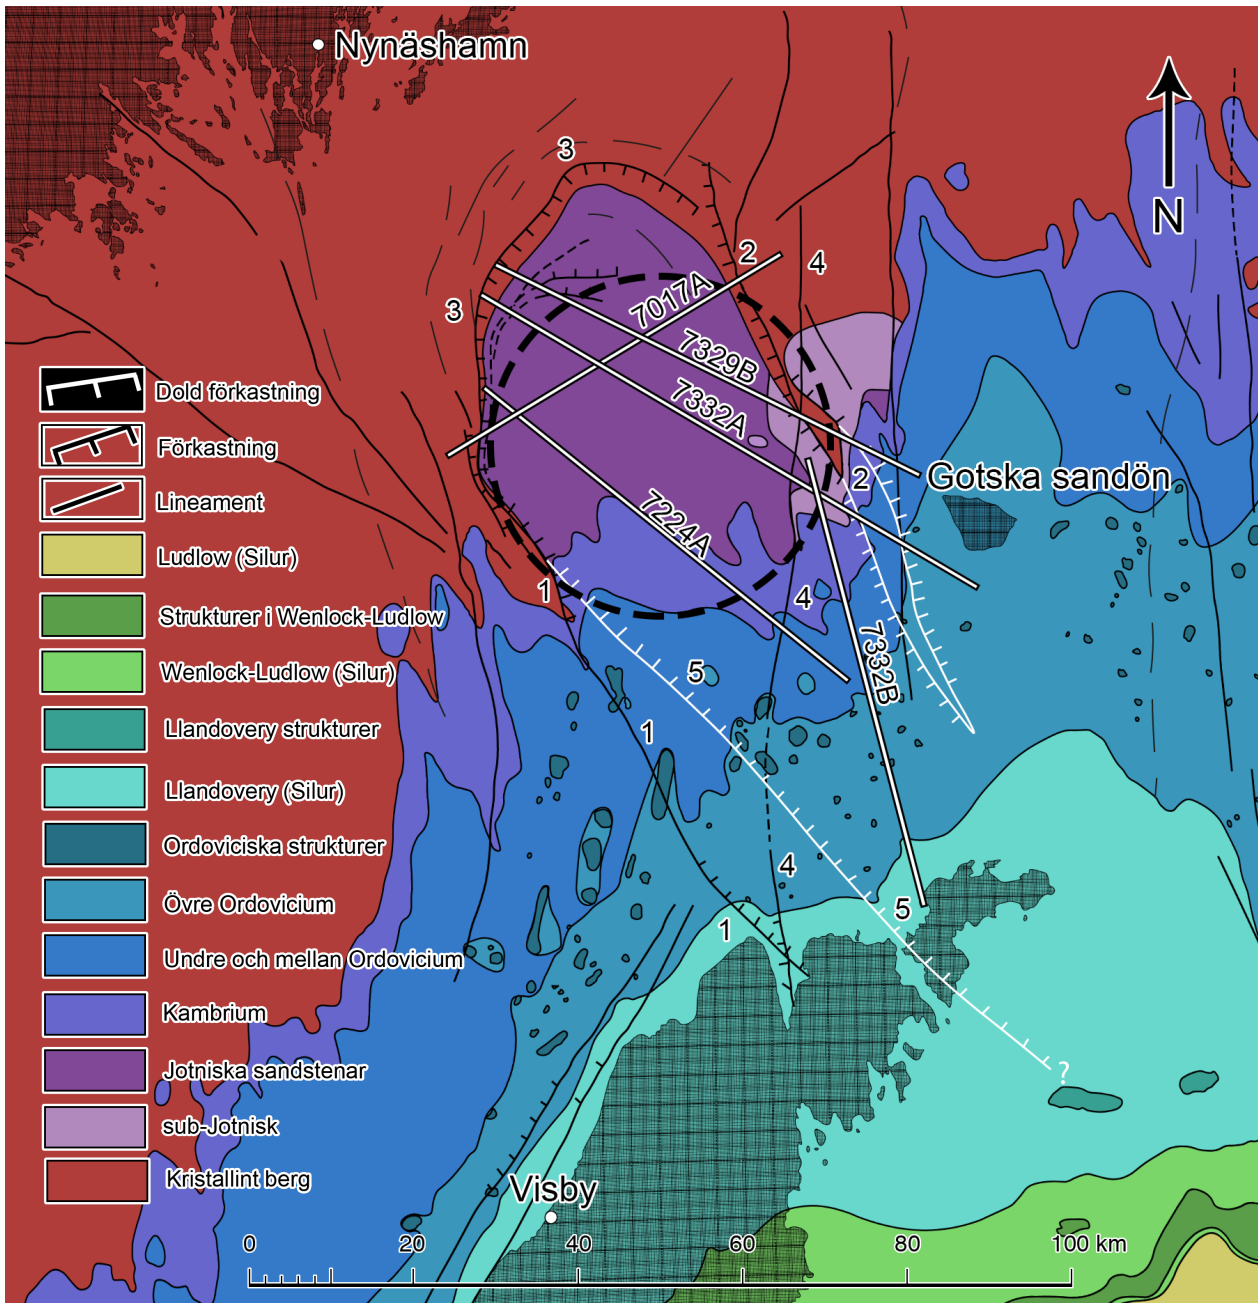 Nynäshamn
N
3
2
4
7017A
3
7329B
7332A
Gotska sandön
2
7224A
1
4
5
7332B
1
4
5
1
?
Visby
Dold förkastning
Förkastning
Lineament
Ludlow (Silur)
Strukturer i Wenlock-Ludlow
Wenlock-Ludlow (Silur)
Llandovery strukturer
Llandovery (Silur)
Ordoviciska strukturer
Övre Ordovicium
Undre och mellan Ordovicium
Kambrium
Jotniska sandstenar
sub-Jotnisk
Kristallint berg
0 20 40 60 80 100 km